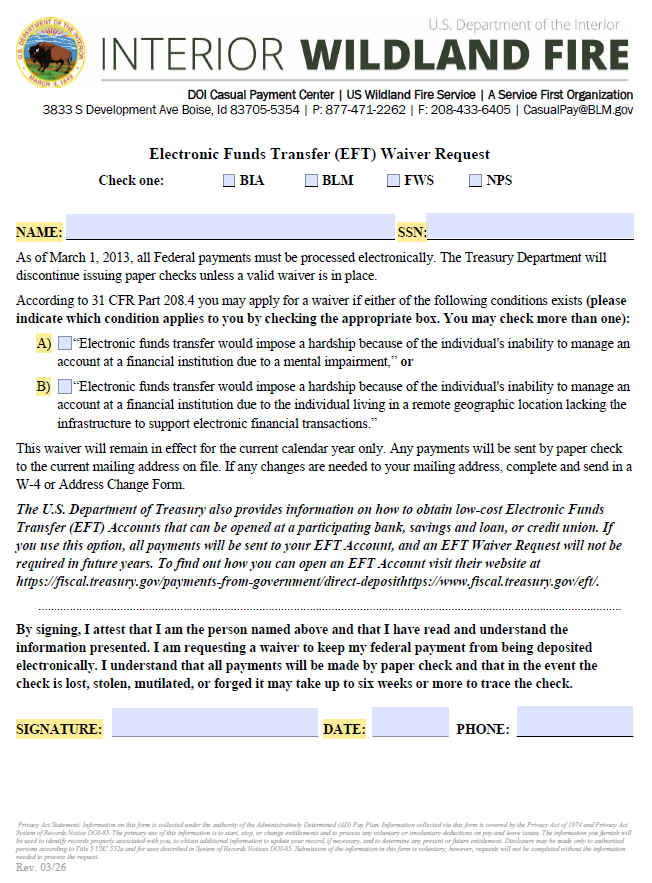 U.S. Department of the Interior
INTERIOR WILDLAND FIRE
DOI Casual Payment Center | US Wildland Fire Service | A Service First Organization
3833 S Development Ave Boise, Id 83705-5354 | P: 877-471-2262 | F: 208-433-6405 | CasualPay@BLM.gov
Electronic Funds Transfer (EFT) Waiver Request
Check one: BIA BLM FWS NPS
NAME: SSN:
As of March 1, 2013, all Federal payments must be processed electronically. The Treasury Department will
discontinue issuing paper checks unless a valid waiver is in place.
According to 31 CFR Part 208.4 you may apply for a waiver if either of the following conditions exists (please
indicate which condition applies to you by checking the appropriate box. You may check more than one):
A) “Electronic funds transfer would impose a hardship because of the individual's inability to manage an
account at a financial institution due to a mental impairment,” or
B) “Electronic funds transfer would impose a hardship because of the individual's inability to manage an
account at a financial institution due to the individual living in a remote geographic location lacking the
infrastructure to support electronic financial transactions.”
This waiver will remain in effect for the current calendar year only. Any payments will be sent by paper check
to the current mailing address on file. If any changes are needed to your mailing address, complete and send in a
W-4 or Address Change Form.
The U.S. Department of Treasury also provides information on how to obtain low-cost Electronic Funds
Transfer (EFT) Accounts that can be opened at a participating bank, savings and loan, or credit union. If
you use this option, all payments will be sent to your EFT Account, and an EFT Waiver Request will not be
required in future years. To find out how you can open an EFT Account visit their website at
https://fiscal.treasury.gov/payments-from-government/direct-deposithttps://www.fiscal.treasury.gov/eft/.
By signing, I attest that I am the person named above and that I have read and understand the
information presented. I am requesting a waiver to keep my federal payment from being deposited
electronically. I understand that all payments will be made by paper check and that in the event the
check is lost, stolen, mutilated, or forged it may take up to six weeks or more to trace the check.
SIGNATURE: DATE: PHONE:
Privacy Act Statement: Information on this form is collected under the authority of the Administratively Determined (AD) Pay Plan. Information collected via this form is covered by the Privacy Act of 1974 and Privacy Act
System of Records Notice DOI-85. The primary use of this information is to start, stop, or change entitlements and to process any voluntary or involuntary deductions on pay and leave issues. The information you furnish will
be used to identify records properly associated with you, to obtain additional information to update your record, if necessary, and to determine any present or future entitlement. Disclosure may be made only to authorized
persons according to Title 5 USC 552a and for uses described in System of Records Notices DOI-85. Submission of the information in this form is voluntary; however, requests will not be completed without the information
needed to process the request.
Rev. 03/26